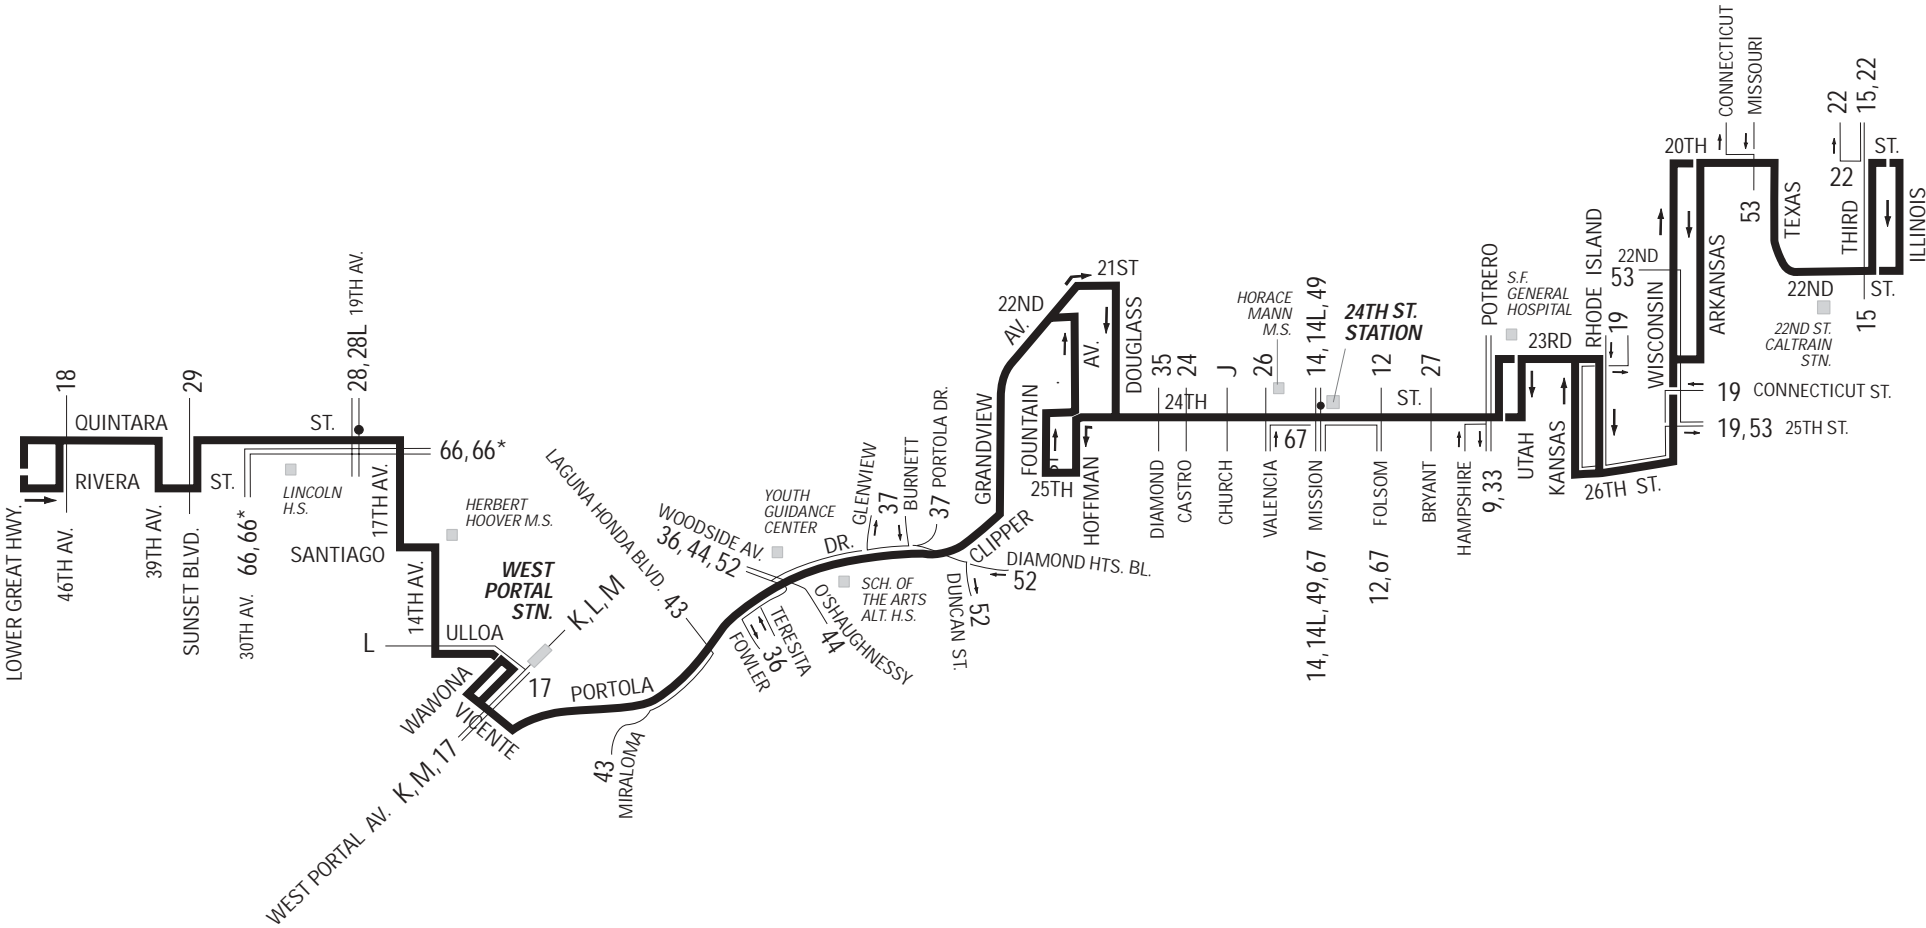 LOWER GREAT HWY.
QUINTARA
RIVERA
46TH AV.
18
39TH AV.
SUNSET BLVD.
29
ST.
ST.
30TH AV. 66, 66*
LINCOLN
H.S.
28, 28L 19TH AV.
66, 66*
17TH AV.
HERBERT
HOOVER M.S.
SANTIAGO
14TH AV.
WEST
PORTAL
STN.
K, L, M
ULLOA
L
17
WAWONA
VICENTE
WEST PORTAL AV. K, M, 17
PORTOLA
43
MIRALOMA
LAGUNA HONDA BLVD. 43
WOODSIDE AV.
36, 44, 52
YOUTH
GUIDANCE
CENTER
FOWLER
36
TERESITA
44
O'SHAUGHNESSY
DR.
SCH. OF
THE ARTS
ALT. H.S.
GLENVIEW
37
BURNETT
37 PORTOLA DR.
CLIPPER
DIAMOND HTS. BL.
52
DUNCAN ST.
52
GRANDVIEW
AV.
22ND
21ST
FOUNTAIN
ST
25TH
HOFFMAN
AV.
DOUGLASS
24TH
ST.
35
DIAMOND
24
CASTRO
J
CHURCH
26
VALENCIA
HORACE
MANN
M.S.
67
14, 14L, 49
MISSION
14, 14L, 49, 67
24TH ST.
STATION
12
FOLSOM
12, 67
27
BRYANT
HAMPSHIRE
9, 33
POTRERO
S.F.
GENERAL
HOSPITAL
23RD
UTAH
KANSAS
RHODE ISLAND
19
26TH ST.
22ND
53
WISCONSIN
19 CONNECTICUT ST.
19, 53 25TH ST.
ARKANSAS
20TH
CONNECTICUT
MISSOURI
53
TEXAS
22ND
ST.
22ND ST.
CALTRAIN
STN.
THIRD
15
22
22
15, 22
ST.
ILLINOIS